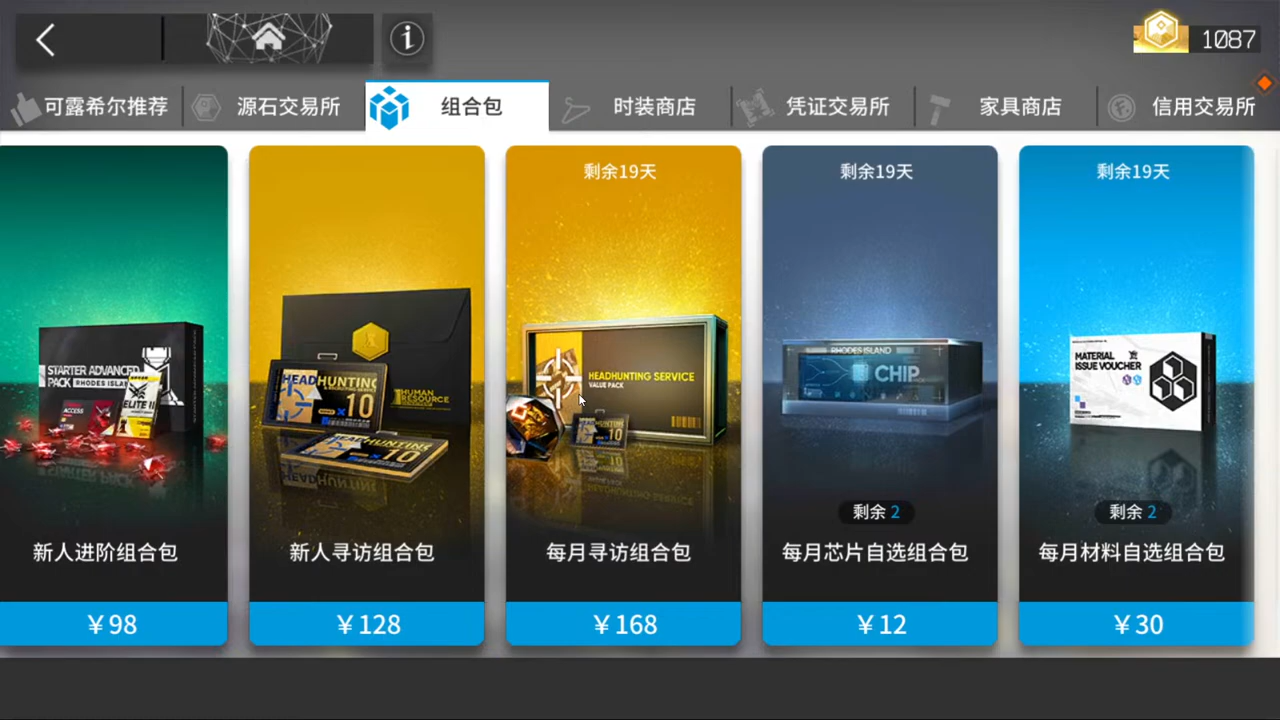 1087
可露希尔推荐
源石交易所
组合包
时装商店
凭证交易所
家具商店
信用交易所
STARTER ADVANCED
PACK RHODES ISLAND
ACCESS
ELITE II
新人进阶组合包
￥98
HEADHUNTING
10
HUMAN
RESOURCE
HEADHUNTING
10
新人寻访组合包
￥128
剩余19天
HEADHUNTING SERVICE
VALUE PACK
10
每月寻访组合包
￥168
剩余19天
RHODES ISLAND
CHIP
剩余 2
每月芯片自选组合包
￥12
剩余19天
MATERIAL
ISSUE VOUCHER
剩余 2
每月材料自选组合包
￥30